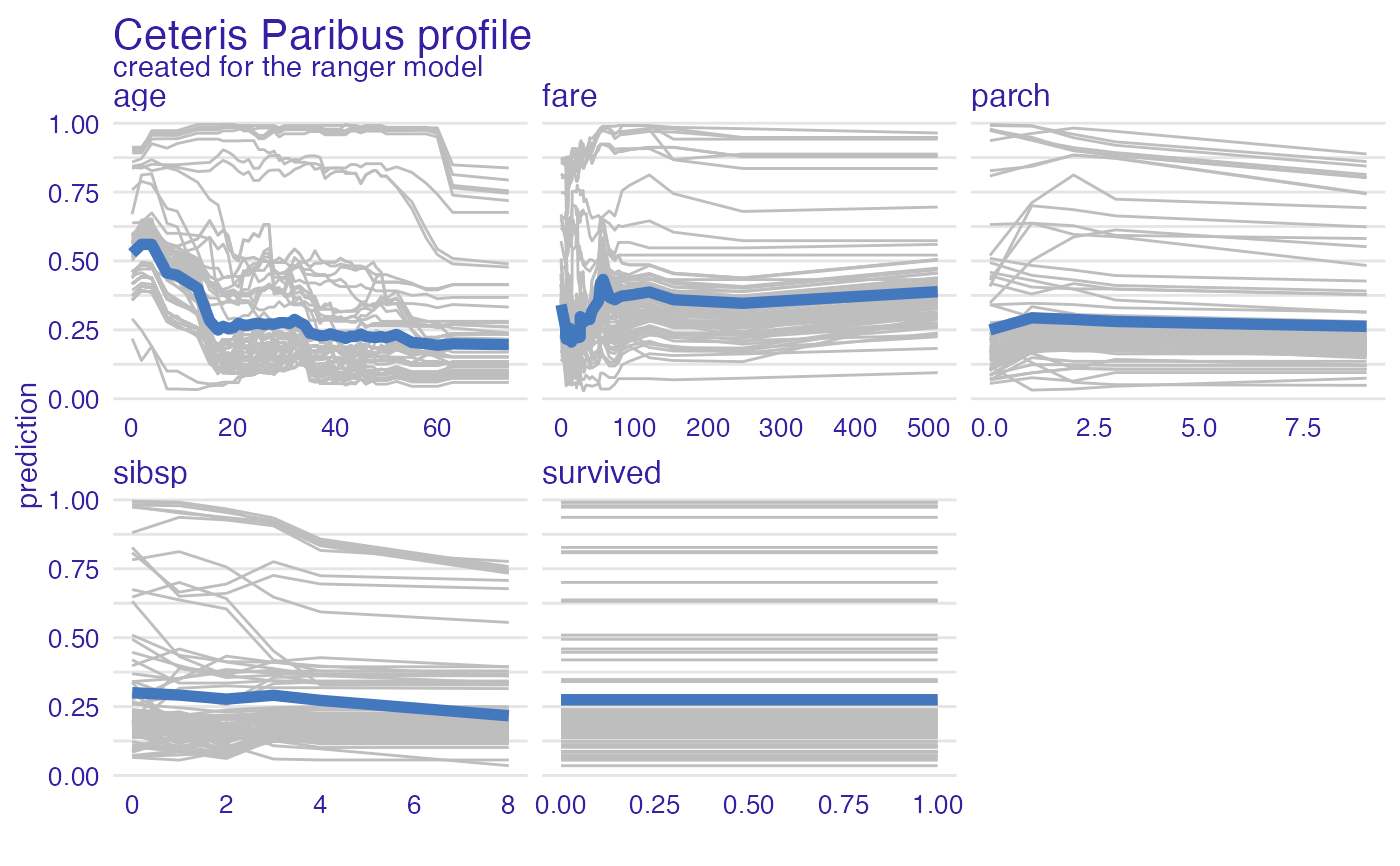 Ceteris Paribus profile
created for the ranger model
age
fare
parch
1.00
0.75
0.50
0.25
0.00
0 20 40 60
0 100 200 300 400 500
0.0 2.5 5.0 7.5
prediction
sibsp
survived
1.00
0.75
0.50
0.25
0.00
0 2 4 6 8
0.00 0.25 0.50 0.75 1.00